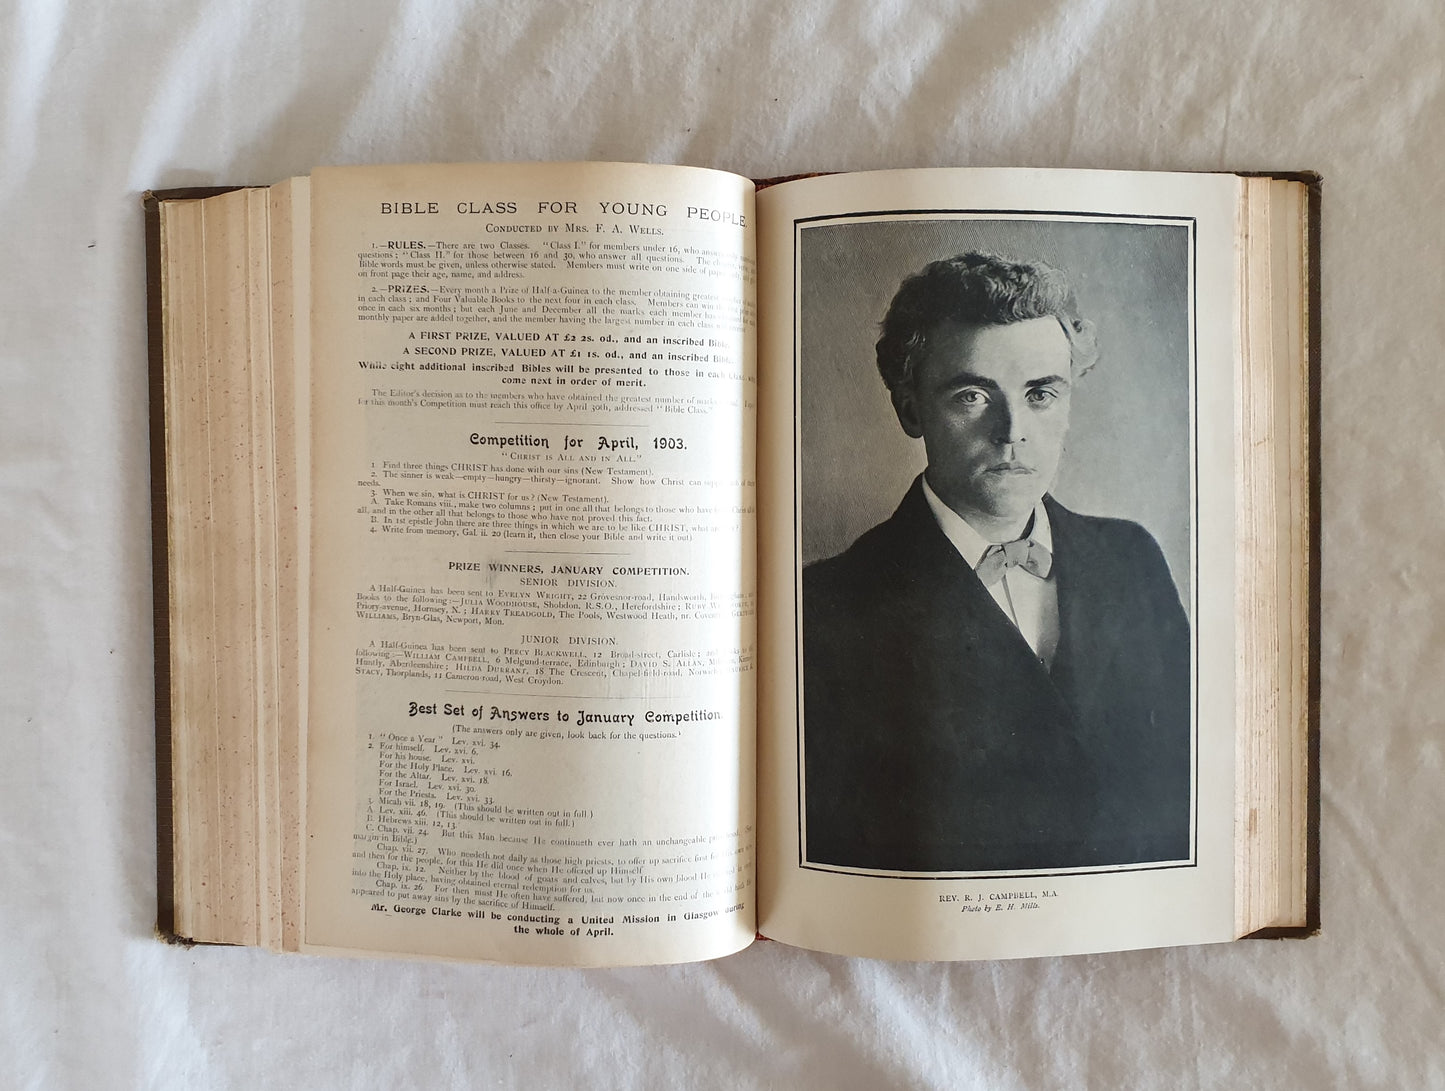 BIBLE CLASS FOR YOUNG PEOPLE.
CONDUCTED BY MRS. F. A. WELLS.
1.—RULES.—There are two Classes. "Class I." for members under 16, who answer
questions; "Class II." for those between 16 and 30, who answer all questions. The
Bible words must be given, unless otherwise stated. Members must write on one side of
on front page their age, name, and address.
2.—PRIZES.—Every month a Prize of Half-a-Guinea to the member obtaining greatest
in each class; and Four Valuable Books to the next four in each class. Members can win
once in each six months; but each June and December all the marks each member has
monthly paper are added together, and the member having the largest number in each class
A FIRST PRIZE, VALUED AT £2 2s. od., and an inscribed Bible.
A SECOND PRIZE, VALUED AT £1 1s. od., and an inscribed
While eight additional inscribed Bibles will be presented to those in each
come next in order of merit.
The Editor's decision as to the members who have obtained the greatest number of
for this month's Competition must reach this office by April 30th, addressed "Bible Class."
Competition for April, 1903.
"CHRIST IS ALL AND IN ALL."
1 Find three things CHRIST has done with our sins (New Testament).
2. The sinner is weak—empty—hungry—thirsty—ignorant. Show how Christ can of
needs.
3. When we sin, what is CHRIST for us? (New Testament).
A. Take Romans viii., make two columns; put in one all that belongs to those who have Christ
all, and in the other all that belongs to those who have not proved this fact.
B. In 1st epistle John there are three things in which we are to be like CHRIST, what
4. Write from memory, Gal. ii. 20 (learn it, then close your Bible and write it out)
PRIZE WINNERS, JANUARY COMPETITION.
SENIOR DIVISION.
A Half-Guinea has been sent to EVELYN WRIGHT, 22 Grosvenor-road, Handsworth,
Books to the following:—JULIA WOODHOUSE, Shobdon, R.S.O., Herefordshire; RUBY
Priory-avenue, Hornsey, N.; HARRY TREADGOLD, The Pools, Westwood Heath, nr.
WILLIAMS, Bryn-Glas, Newport, Mon.
JUNIOR DIVISION.
A Half-Guinea has been sent to PERCY BLACKWELL, 12 Broad-street, Carlisle;
following:—WILLIAM CAMPBELL, 6 Melgund-terrace, Edinburgh; DAVID S. ALLAN,
Huntly, Aberdeenshire; HILDA DURRANT, 18 The Crescent, Chapel-field-road,
STACY, Thorplands, 11 Cameron-road, West Croydon.
Best Set of Answers to January Competition.
(The answers only are given, look back for the questions.)
1. "Once a Year" Lev. xvi. 34.
2. For himself. Lev. xvi. 6.
For his house. Lev. xvi.
For the Holy Place. Lev. xvi. 16.
For the Altar. Lev. xvi. 18.
For Israel. Lev. xvi. 30.
For the Priests. Lev. xvi. 33.
3. Micah vii. 18, 19. (This should be written out in full.)
A. Lev. xiii. 46. (This should be written out in full.)
B. Hebrews xiii. 12, 13.
C. Chap. vii. 24. But this Man because He continueth ever hath an unchangeable
margin in Bible.)
Chap. vii. 27. Who needeth not daily as those high priests, to offer up sacrifice first for
and then for the people, for this He did once when He offered up Himself
Chap. ix. 12. Neither by the blood of goats and calves, but by His own blood He
into the Holy place, having obtained eternal redemption for us.
Chap. ix. 26. For then must He often have suffered, but now once in the end of the
appeared to put away sins by the sacrifice of Himself.
Mr. George Clarke will be conducting a United Mission in Glasgow during
the whole of April.
REV. R. J. CAMPBELL, M.A.
Photo by E. H. Mills.